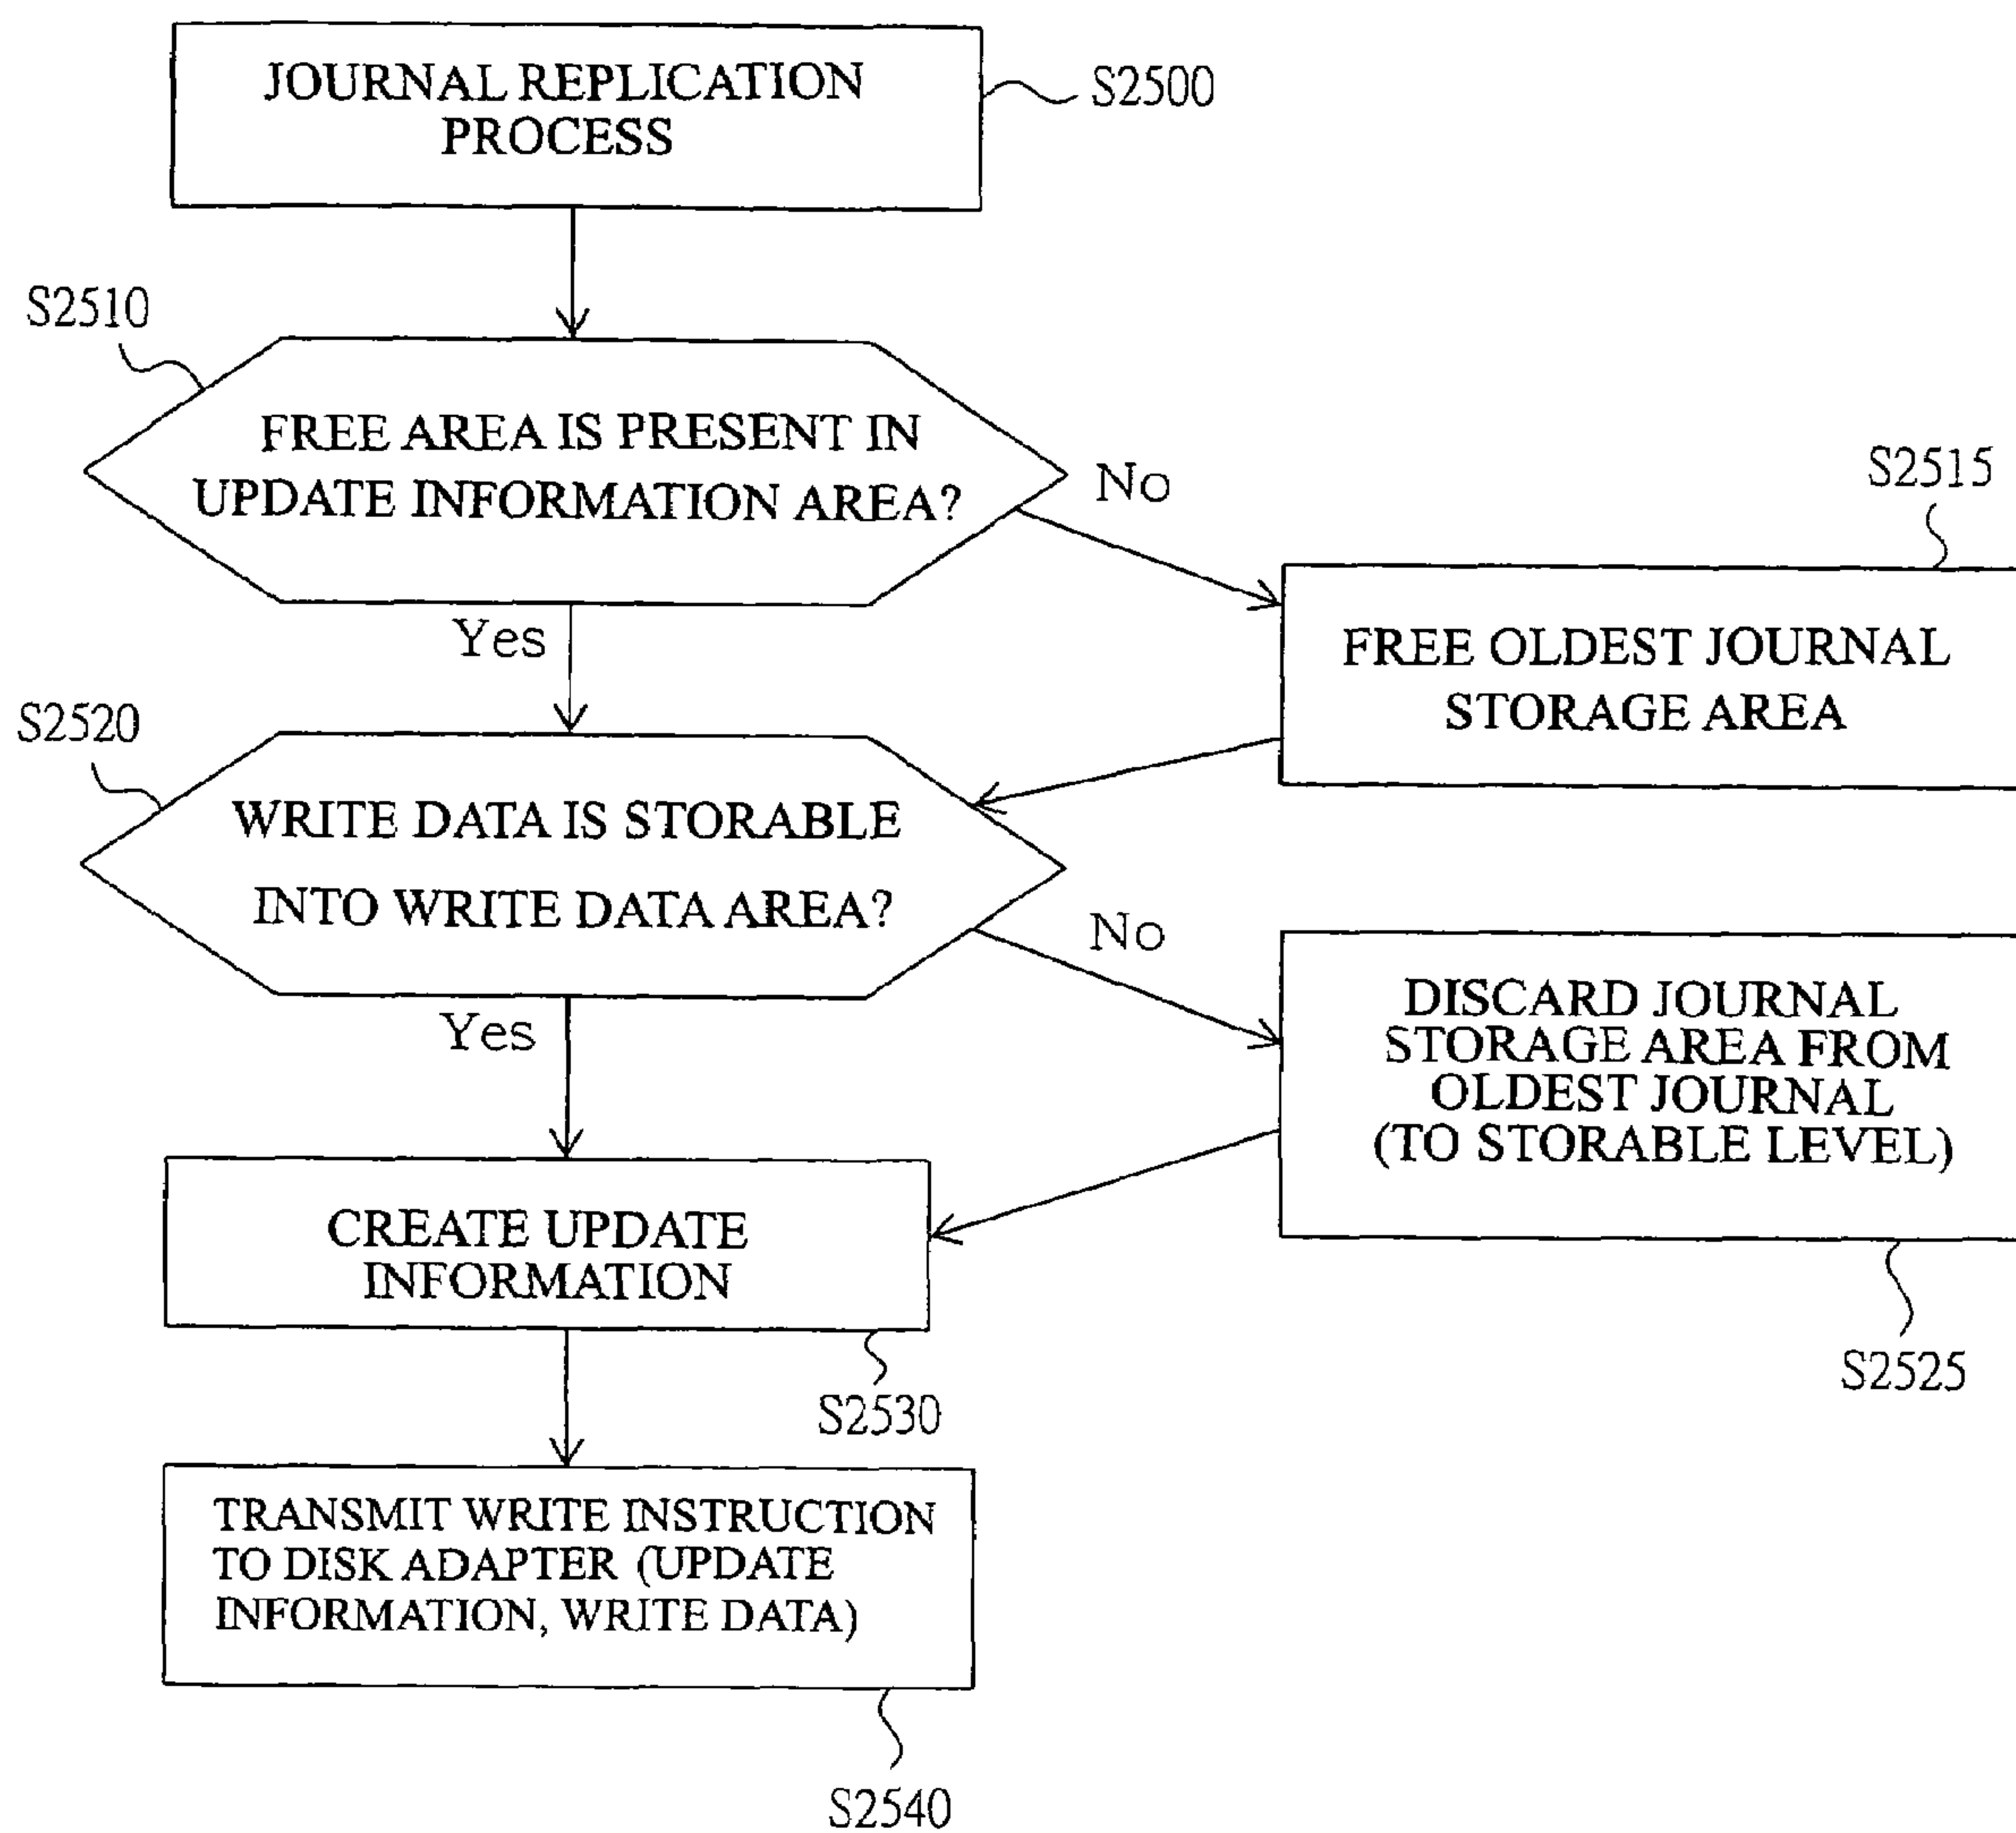 JOURNAL REPLICATION
PROCESS
S2500
S2510
FREE AREA IS PRESENT IN
UPDATE INFORMATION AREA?
No
S2515
Yes
FREE OLDEST JOURNAL
STORAGE AREA
S2520
WRITE DATA IS STORABLE
INTO WRITE DATA AREA?
No
Yes
DISCARD JOURNAL
STORAGE AREA FROM
OLDEST JOURNAL
(TO STORABLE LEVEL)
CREATE UPDATE
INFORMATION
S2525
S2530
TRANSMIT WRITE INSTRUCTION
TO DISK ADAPTER (UPDATE
INFORMATION, WRITE DATA)
S2540